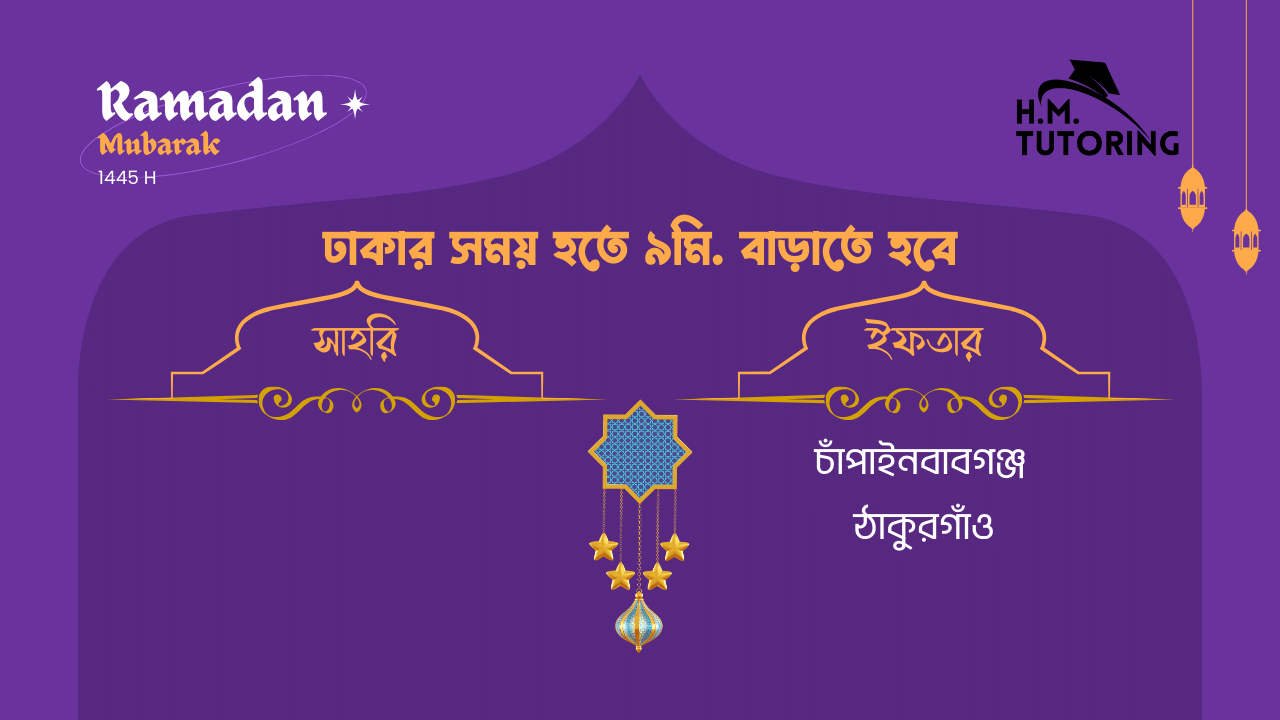 Ramadan
Mubarak
1445 H
H.M.
TUTORING
ঢাকার সময় হতে ৯মি. বাড়াতে হবে
সাহরি
ইফতার
চাঁপাইনবাবগঞ্জ
ঠাকুরগাঁও